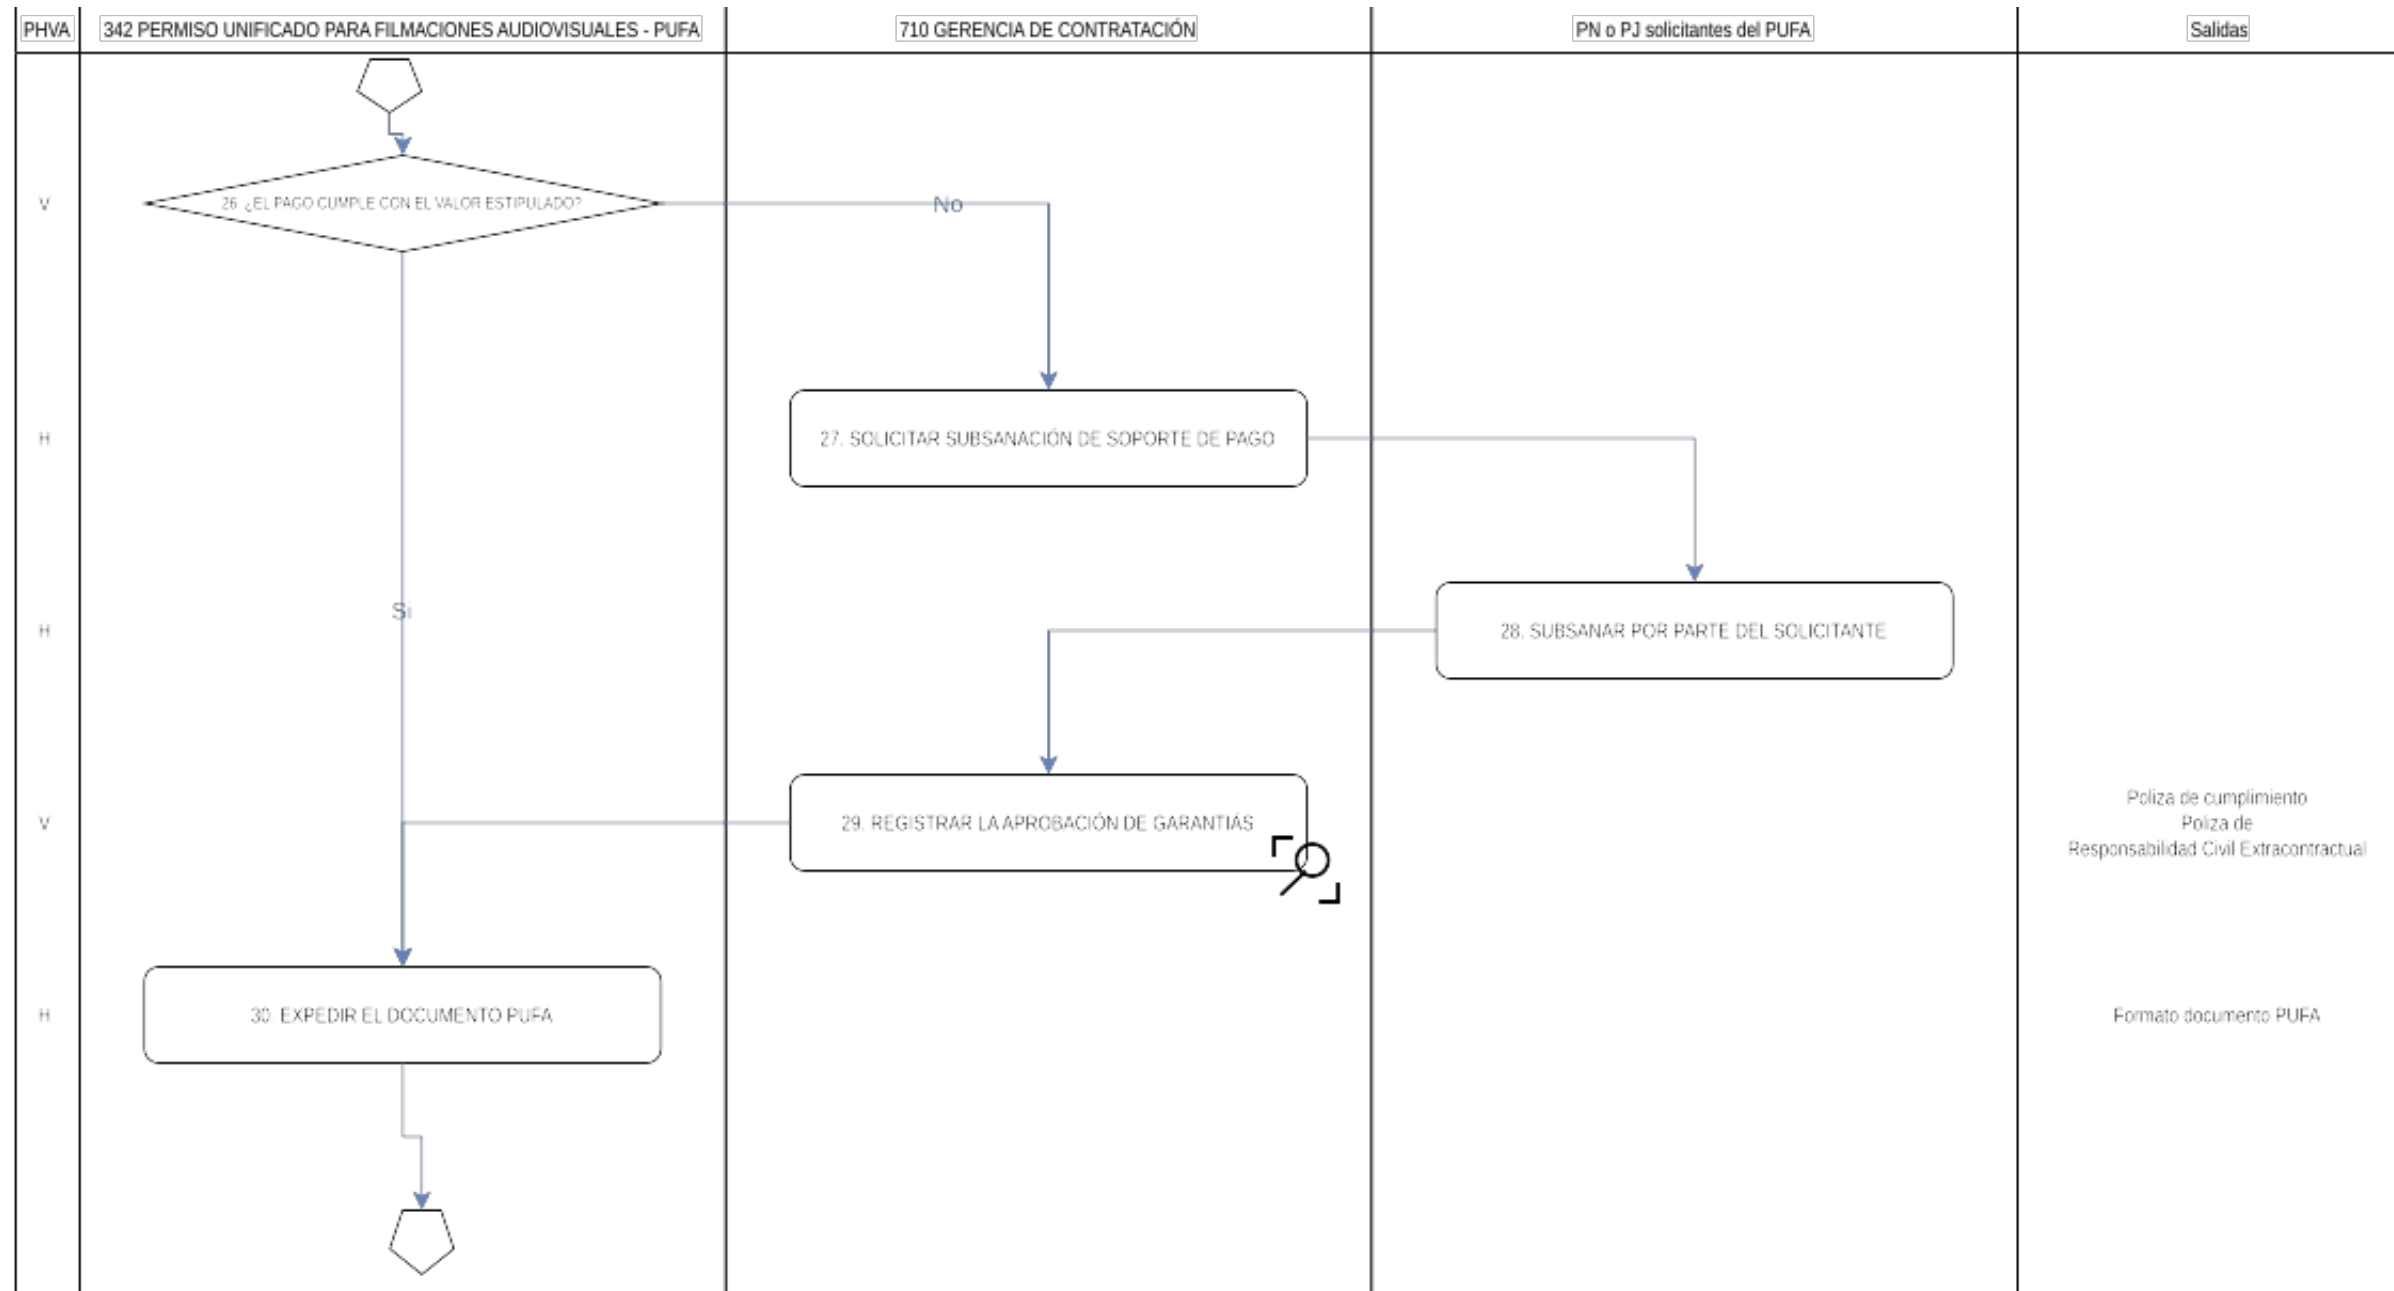 PHVA
342 PERMISO UNIFICADO PARA FILMACIONES AUDIOVISUALES - PUFA
710 GERENCIA DE CONTRATACIÓN
PN o PJ solicitantes del PUFA
Salidas
V
26. ¿EL PAGO CUMPLE CON EL VALOR ESTIPULADO?
No
H
27. SOLICITAR SUBSANACIÓN DE SOPORTE DE PAGO
Si
H
28. SUBSANAR POR PARTE DEL SOLICITANTE
V
29. REGISTRAR LA APROBACIÓN DE GARANTIÁS
Poliza de cumplimiento
Poliza de
Responsabilidad Civil Extracontractual
H
30. EXPEDIR EL DOCUMENTO PUFA
Formato documento PUFA